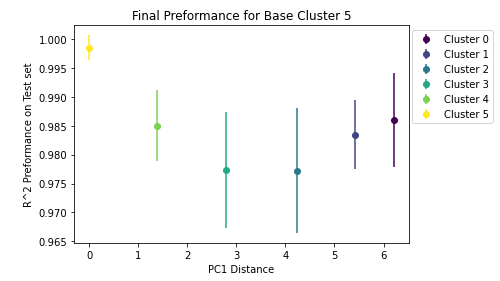 Final Preformance for Base Cluster 5
R^2 Preformance on Test set
1.000
0.995
0.990
0.985
0.980
0.975
0.970
0.965
0
1
2
3
4
5
6
PC1 Distance
Cluster 0
Cluster 1
Cluster 2
Cluster 3
Cluster 4
Cluster 5